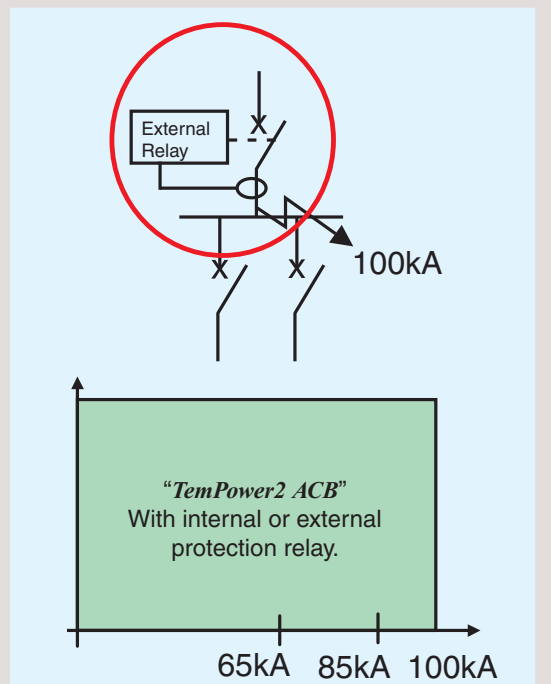 External
Relay
100kA
“TemPower2 ACB”
With internal or external
protection relay.
65kA 85kA 100kA